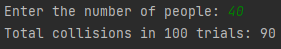 Enter the number of people: 40
Total collisions in 100 trials: 90